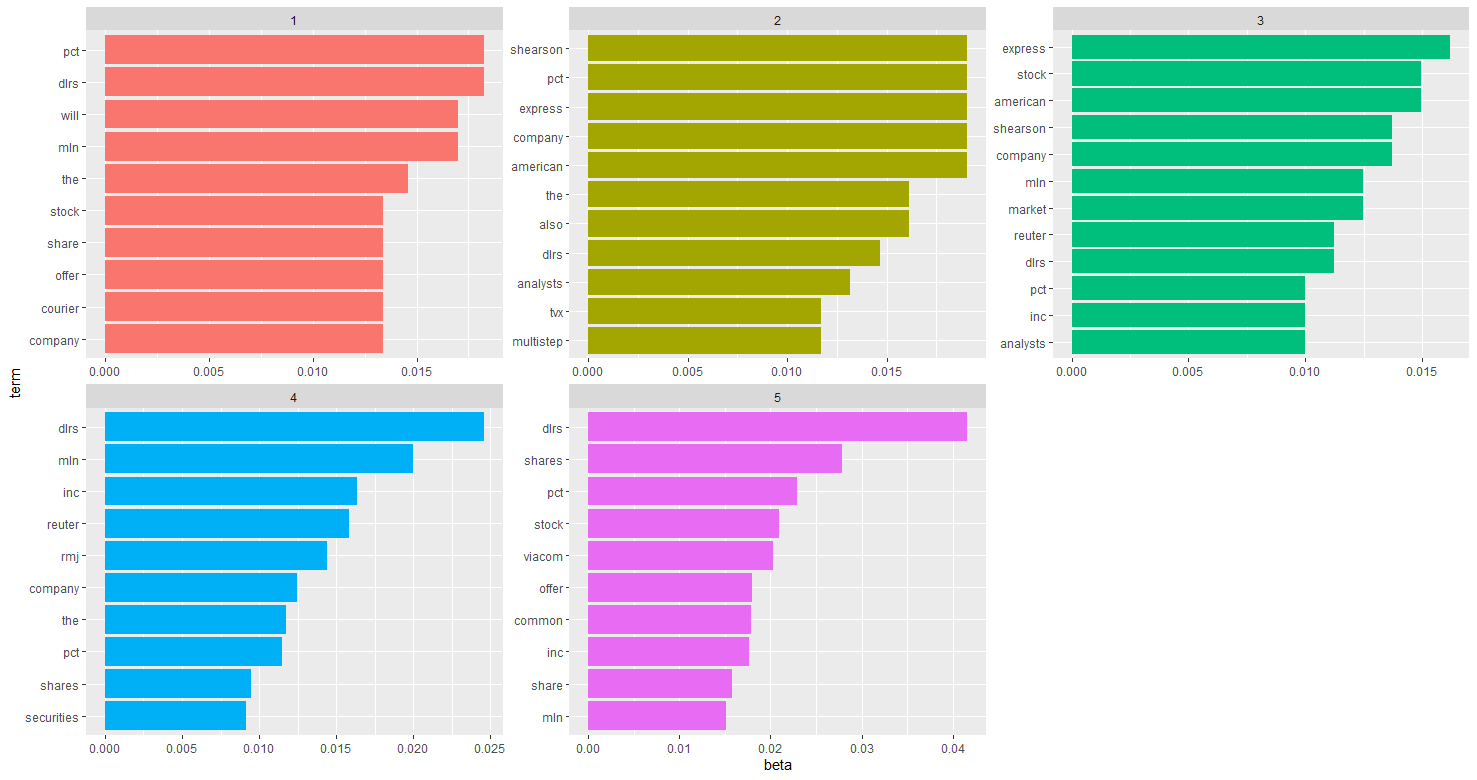 1
pct
dlrs
will
mln
the
stock
share
offer
courier
company
0.000 0.005 0.010 0.015
2
shearson
pct
express
company
american
the
also
dlrs
analysts
tvx
multistep
0.000 0.005 0.010 0.015
3
express
stock
american
shearson
company
mln
market
reuter
dlrs
pct
inc
analysts
0.000 0.005 0.010 0.015
term
4
dlrs
mln
inc
reuter
rmj
company
the
pct
shares
securities
0.000 0.005 0.010 0.015 0.020 0.025
5
dlrs
shares
pct
stock
viacom
offer
common
inc
share
mln
0.00 0.01 0.02 0.03 0.04
beta